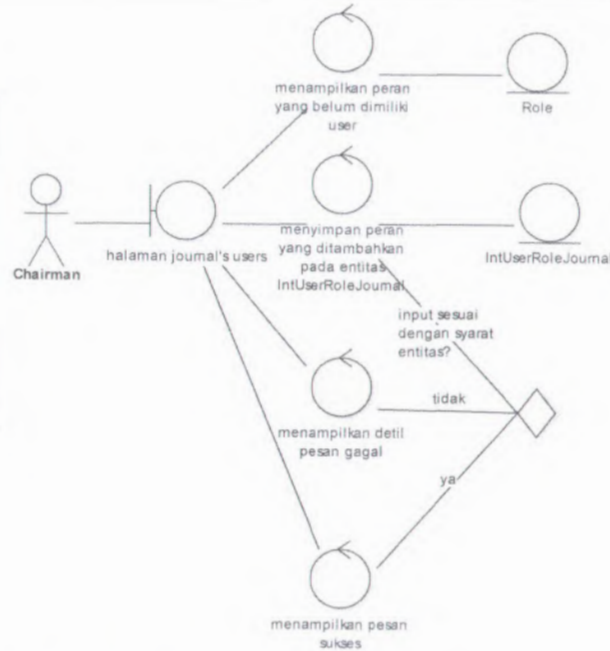 menampilkan peran
yang belum dimiliki
user
Role
Chairman
halaman journal's users
menyimpan peran
yang ditambahkan
pada entitas
IntUserRoleJournal
IntUserRoleJournal
input sesuai
dengan syarat
entitas?
tidak
menampilkan detil
pesan gagal
ya
menampilkan pesan
sukses